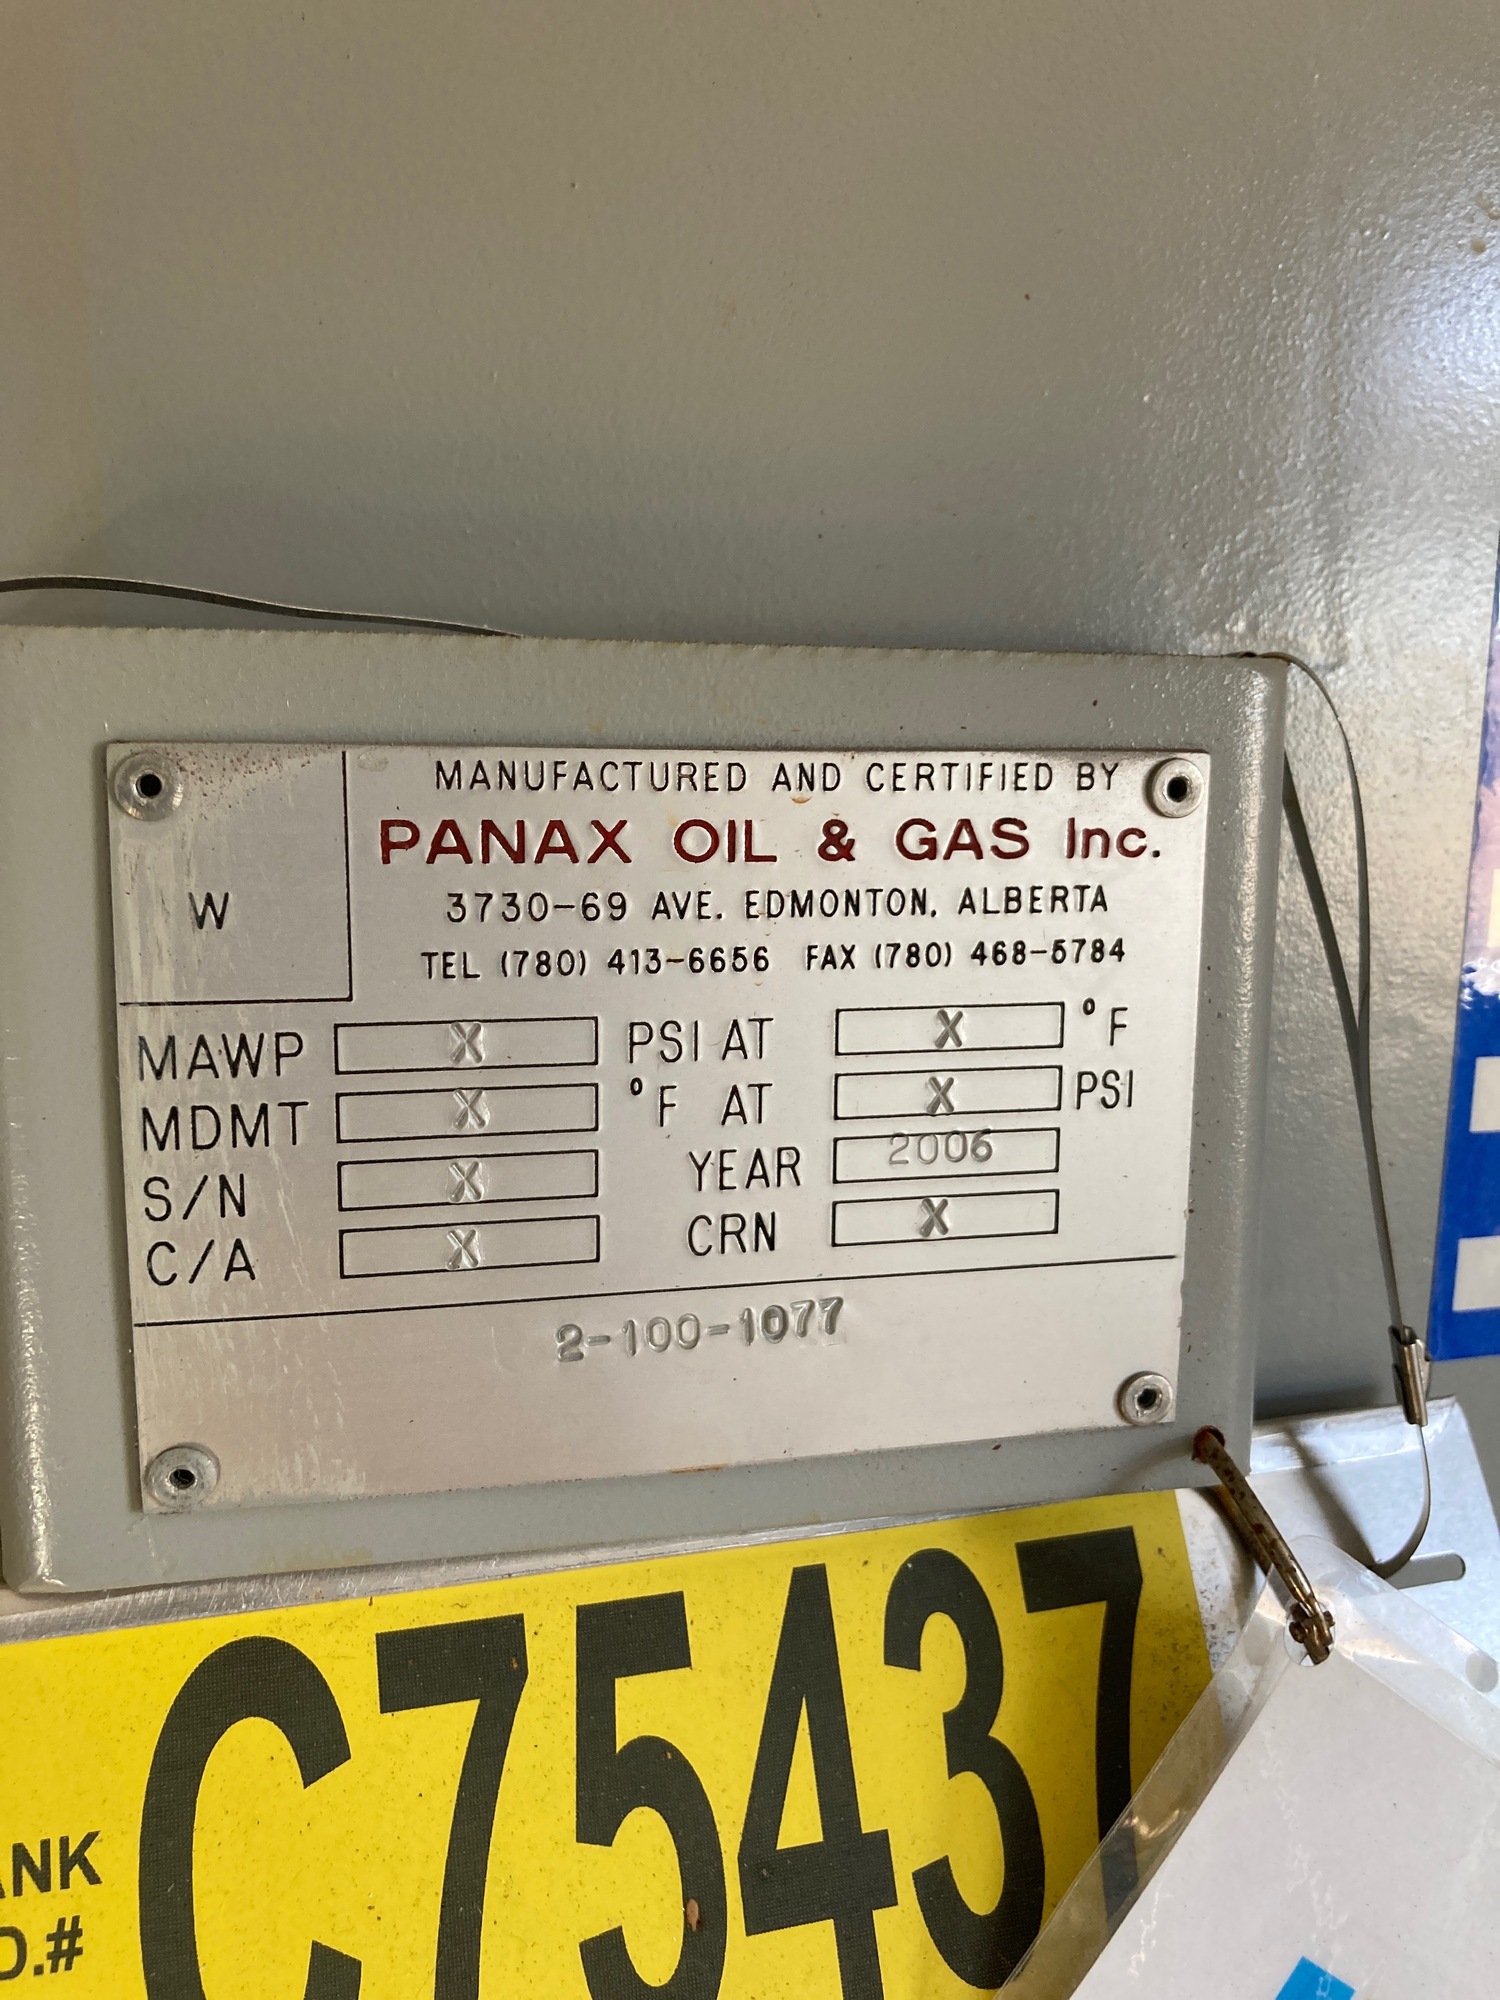 MANUFACTURED AND CERTIFIED BY
PANAX OIL & GAS Inc.
3730-69 AVE. EDMONTON, ALBERTA
TEL (780) 413-6656 FAX (780) 468-5784
W
MAWP X PSI AT X °F
MDMT X °F AT X PSI
S/N X YEAR 2006
C/A X CRN X
2-100-1077
C75437
ANK
D.#